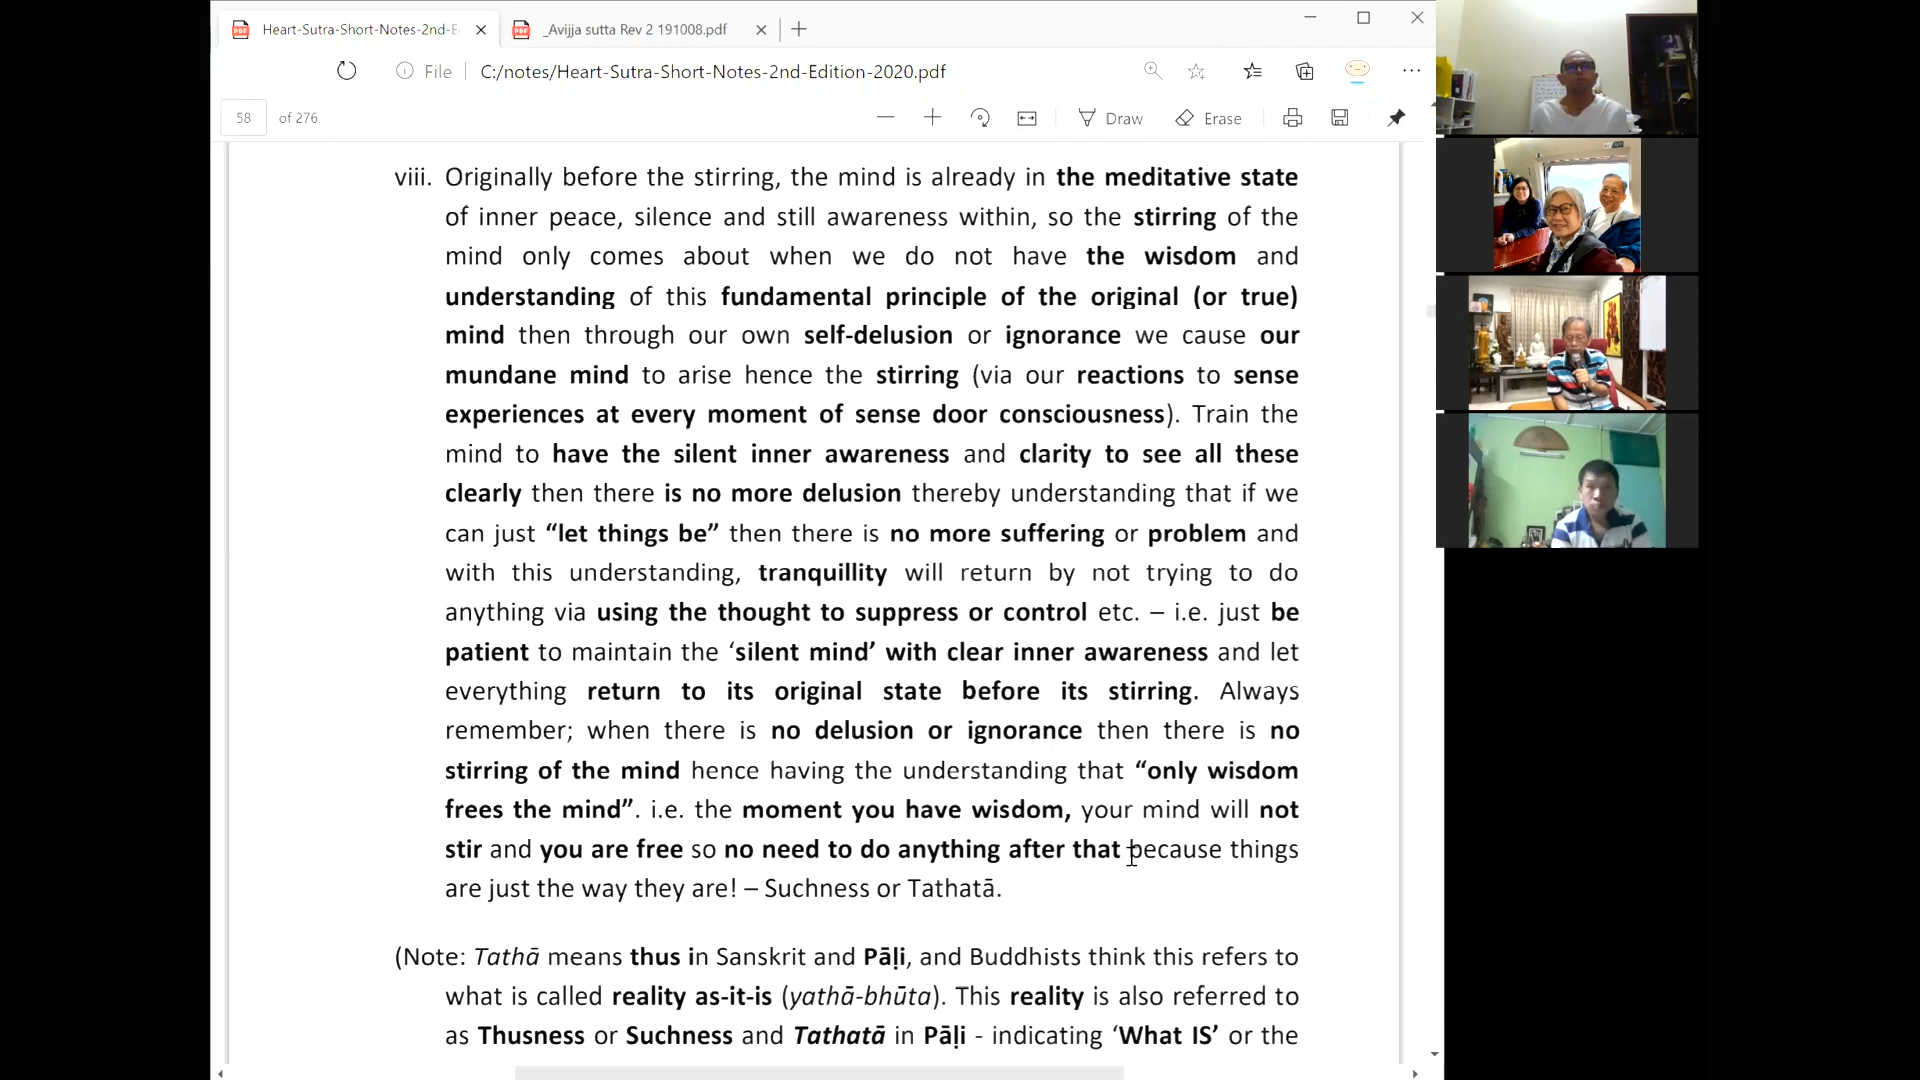 Heart-Sutra-Short-Notes-2nd-E
_Avijja sutta Rev 2 191008.pdf
File
C:/notes/Heart-Sutra-Short-Notes-2nd-Edition-2020.pdf
58 of 276
Draw
Erase
viii. Originally before the stirring, the mind is already in the meditative state
of inner peace, silence and still awareness within, so the stirring of the
mind only comes about when we do not have the wisdom and
understanding of this fundamental principle of the original (or true)
mind then through our own self-delusion or ignorance we cause our
mundane mind to arise hence the stirring (via our reactions to sense
experiences at every moment of sense door consciousness). Train the
mind to have the silent inner awareness and clarity to see all these
clearly then there is no more delusion thereby understanding that if we
can just “let things be” then there is no more suffering or problem and
with this understanding, tranquillity will return by not trying to do
anything via using the thought to suppress or control etc. – i.e. just be
patient to maintain the ‘silent mind’ with clear inner awareness and let
everything return to its original state before its stirring. Always
remember; when there is no delusion or ignorance then there is no
stirring of the mind hence having the understanding that “only wisdom
frees the mind”. i.e. the moment you have wisdom, your mind will not
stir and you are free so no need to do anything after that because things
are just the way they are! – Suchness or Tathatā.
(Note: Tathā means thus in Sanskrit and Pāḷi, and Buddhists think this refers to
what is called reality as-it-is (yathā-bhūta). This reality is also referred to
as Thusness or Suchness and Tathatā in Pāḷi - indicating ‘What IS’ or the